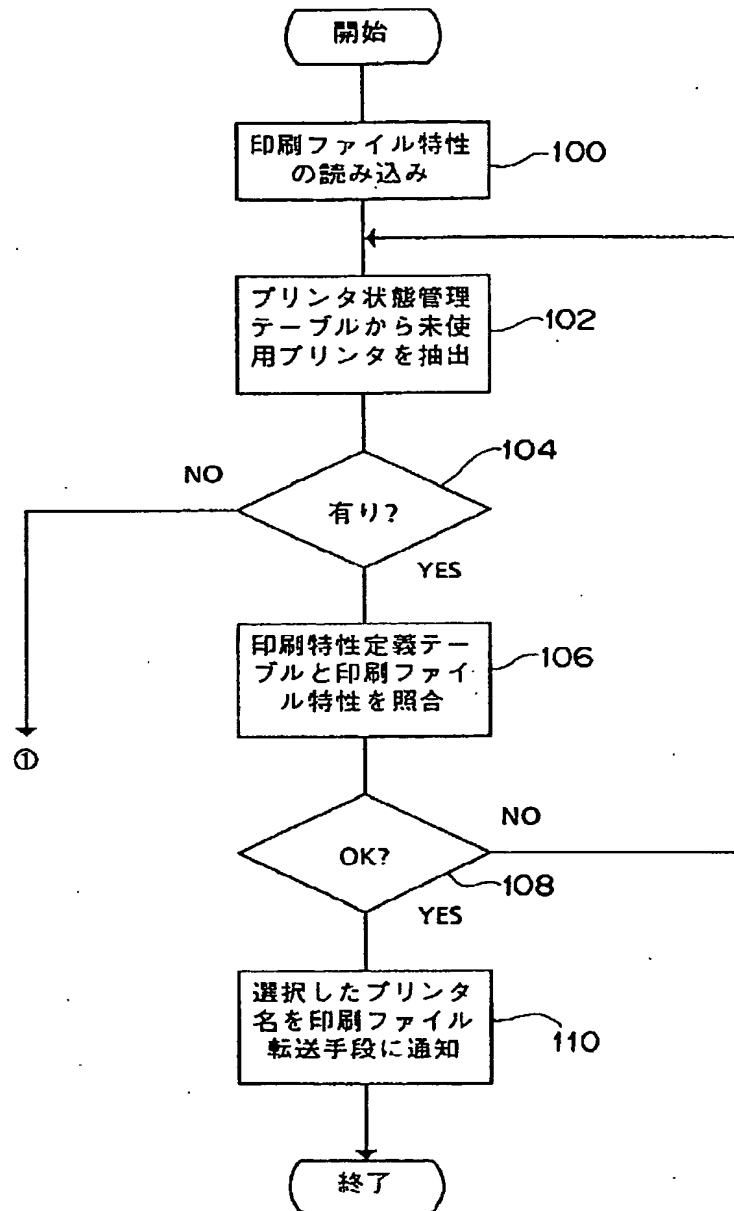 開始
印刷ファイル特性
の読み込み
100
プリンタ状態管理
テーブルから未使
用プリンタを抽出
102
104
NO
有り?
YES
印刷特性定義テー
ブルと印刷ファイ
ル特性を照合
106
①
NO
OK?
108
YES
選択したプリンタ
名を印刷ファイル
転送手段に通知
110
終了